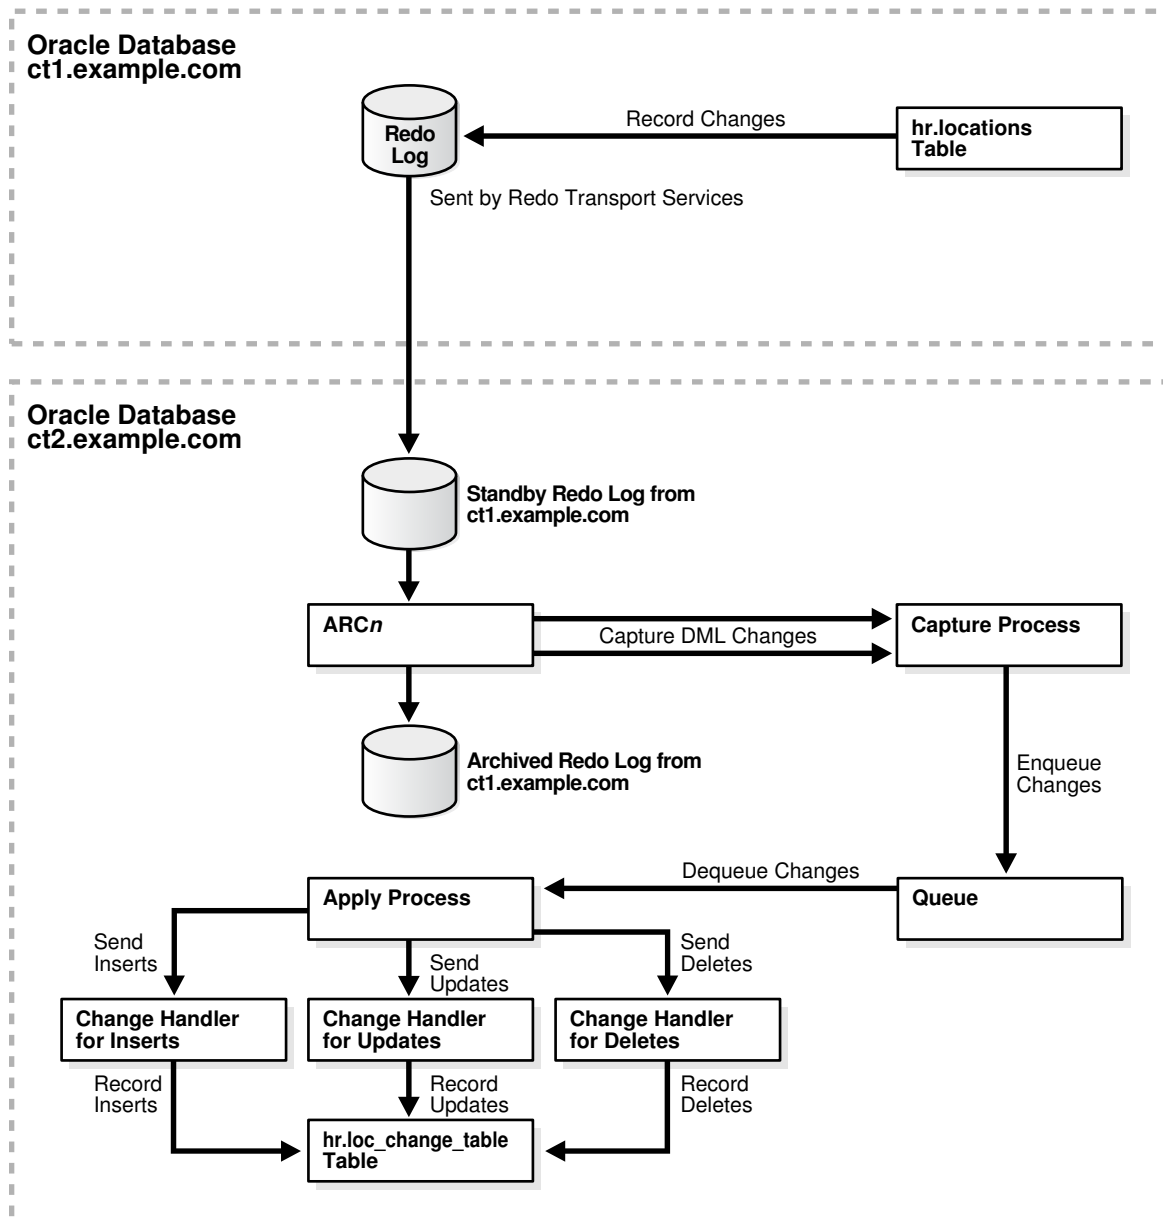 Oracle Database
ct1.example.com
Redo
Log
Record Changes
hr.locations
Table
Sent by Redo Transport Services
Oracle Database
ct2.example.com
Standby Redo Log from
ct1.example.com
ARCn
Capture DML Changes
Capture Process
Archived Redo Log from
ct1.example.com
Enqueue
Changes
Dequeue Changes
Apply Process
Queue
Send
Inserts
Send
Updates
Send
Deletes
Change Handler
for Inserts
Change Handler
for Updates
Change Handler
for Deletes
Record
Inserts
Record
Updates
Record
Deletes
hr.loc_change_table
Table